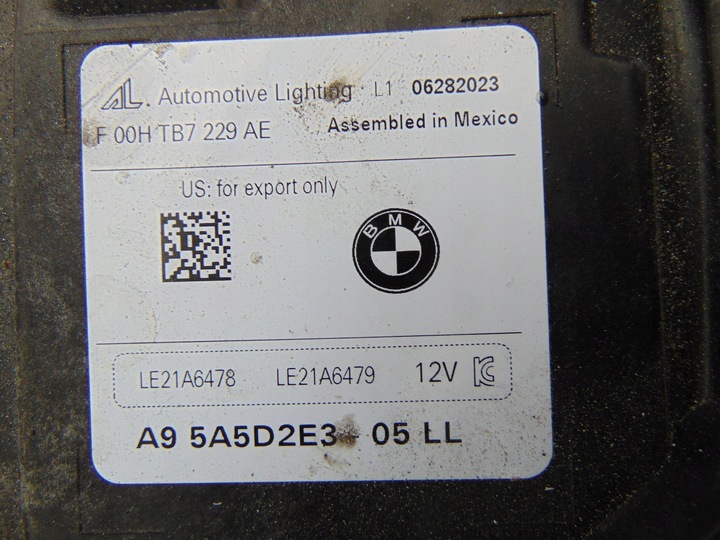 AL. Automotive Lighting L1 06282023
F 00H TB7 229 AE Assembled in Mexico
US: for export only
BMW
LE21A6478 LE21A6479 12V KC
A9 5A5D2E3 - 05 LL